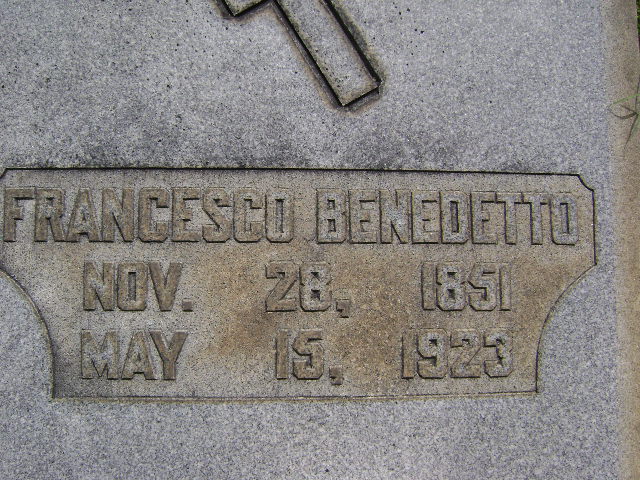 FRANCESCO BENEDETTO
NOV. 28, 1851
MAY 15, 1923